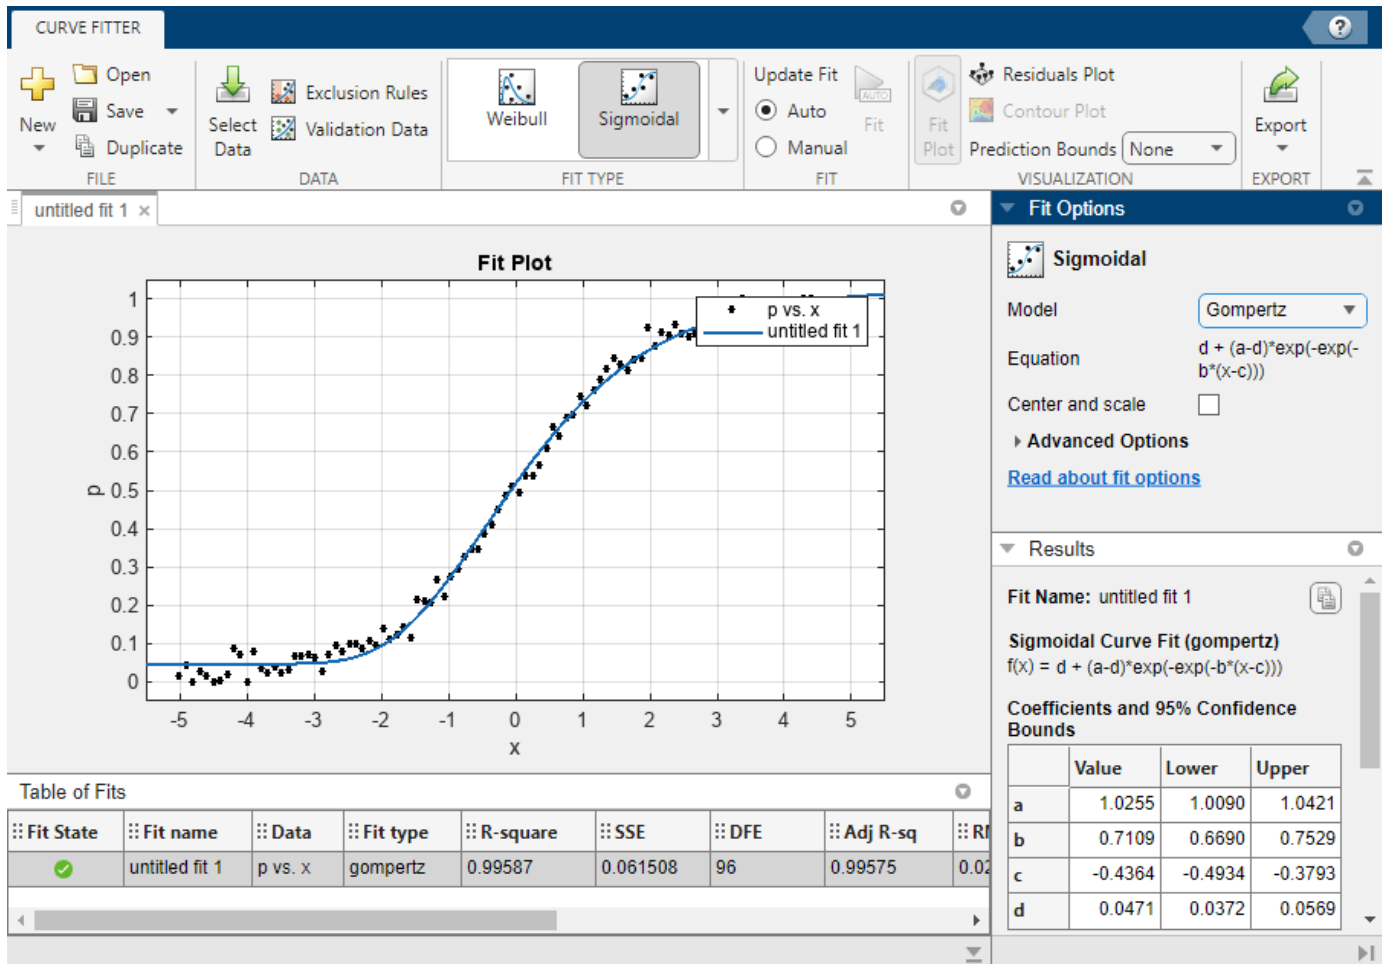 CURVE FITTER
?
New
Open
Save
Duplicate
FILE
Select Data
Exclusion Rules
Validation Data
DATA
Weibull
Sigmoidal
FIT TYPE
Update Fit
Auto
Manual
AUTO
Fit
FIT
Fit Plot
Residuals Plot
Contour Plot
Prediction Bounds None
VISUALIZATION
Export
EXPORT
untitled fit 1 ×
Fit Plot
p vs. x
untitled fit 1
1
0.9
0.8
0.7
0.6
0.5
0.4
0.3
0.2
0.1
0
p
-5 -4 -3 -2 -1 0 1 2 3 4 5
x
Table of Fits
Fit State Fit name Data Fit type R-square SSE DFE Adj R-sq
untitled fit 1 p vs. x gompertz 0.99587 0.061508 96 0.99575
Fit Options
Sigmoidal
Model Gompertz
Equation d + (a-d)*exp(-exp(-
b*(x-c)))
Center and scale
Advanced Options
Read about fit options
Results
Fit Name: untitled fit 1
Sigmoidal Curve Fit (gompertz)
f(x) = d + (a-d)*exp(-exp(-b*(x-c)))
Coefficients and 95% Confidence
Bounds
Value Lower Upper
a 1.0255 1.0090 1.0421
b 0.7109 0.6690 0.7529
c -0.4364 -0.4934 -0.3793
d 0.0471 0.0372 0.0569